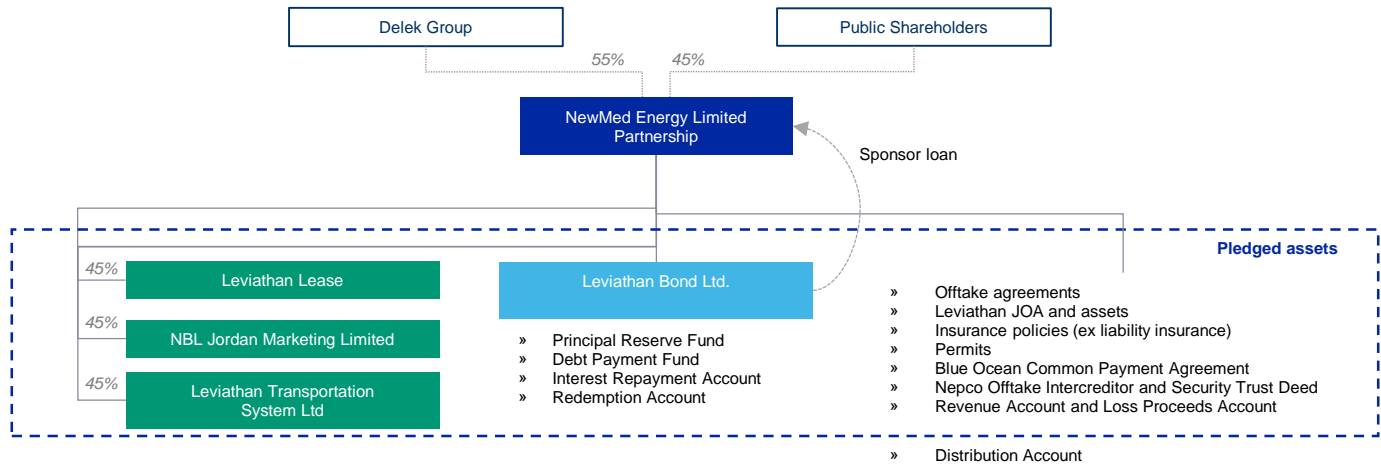 Delek Group
Public Shareholders
55%
45%
NewMed Energy Limited
Partnership
Sponsor loan
Pledged assets
45%
Leviathan Lease
45%
NBL Jordan Marketing Limited
45%
Leviathan Transportation
System Ltd
Leviathan Bond Ltd.
» Principal Reserve Fund
» Debt Payment Fund
» Interest Repayment Account
» Redemption Account
» Offtake agreements
» Leviathan JOA and assets
» Insurance policies (ex liability insurance)
» Permits
» Blue Ocean Common Payment Agreement
» Nepco Offtake Intercreditor and Security Trust Deed
» Revenue Account and Loss Proceeds Account
» Distribution Account